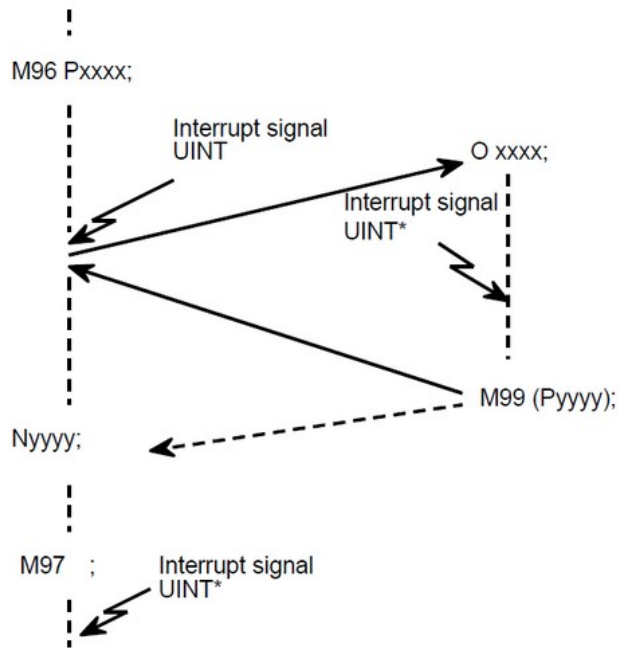 M96 Pxxxx;
Interrupt signal
UINT
O xxxx;
Interrupt signal
UINT*
M99 (Pyyyy);
Nyyyy;
M97 ;
Interrupt signal
UINT*